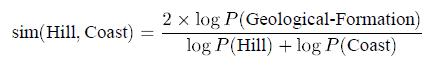 sim(Hill, Coast) = 2 × log P(Geological-Formation) / log P(Hill) + log P(Coast)